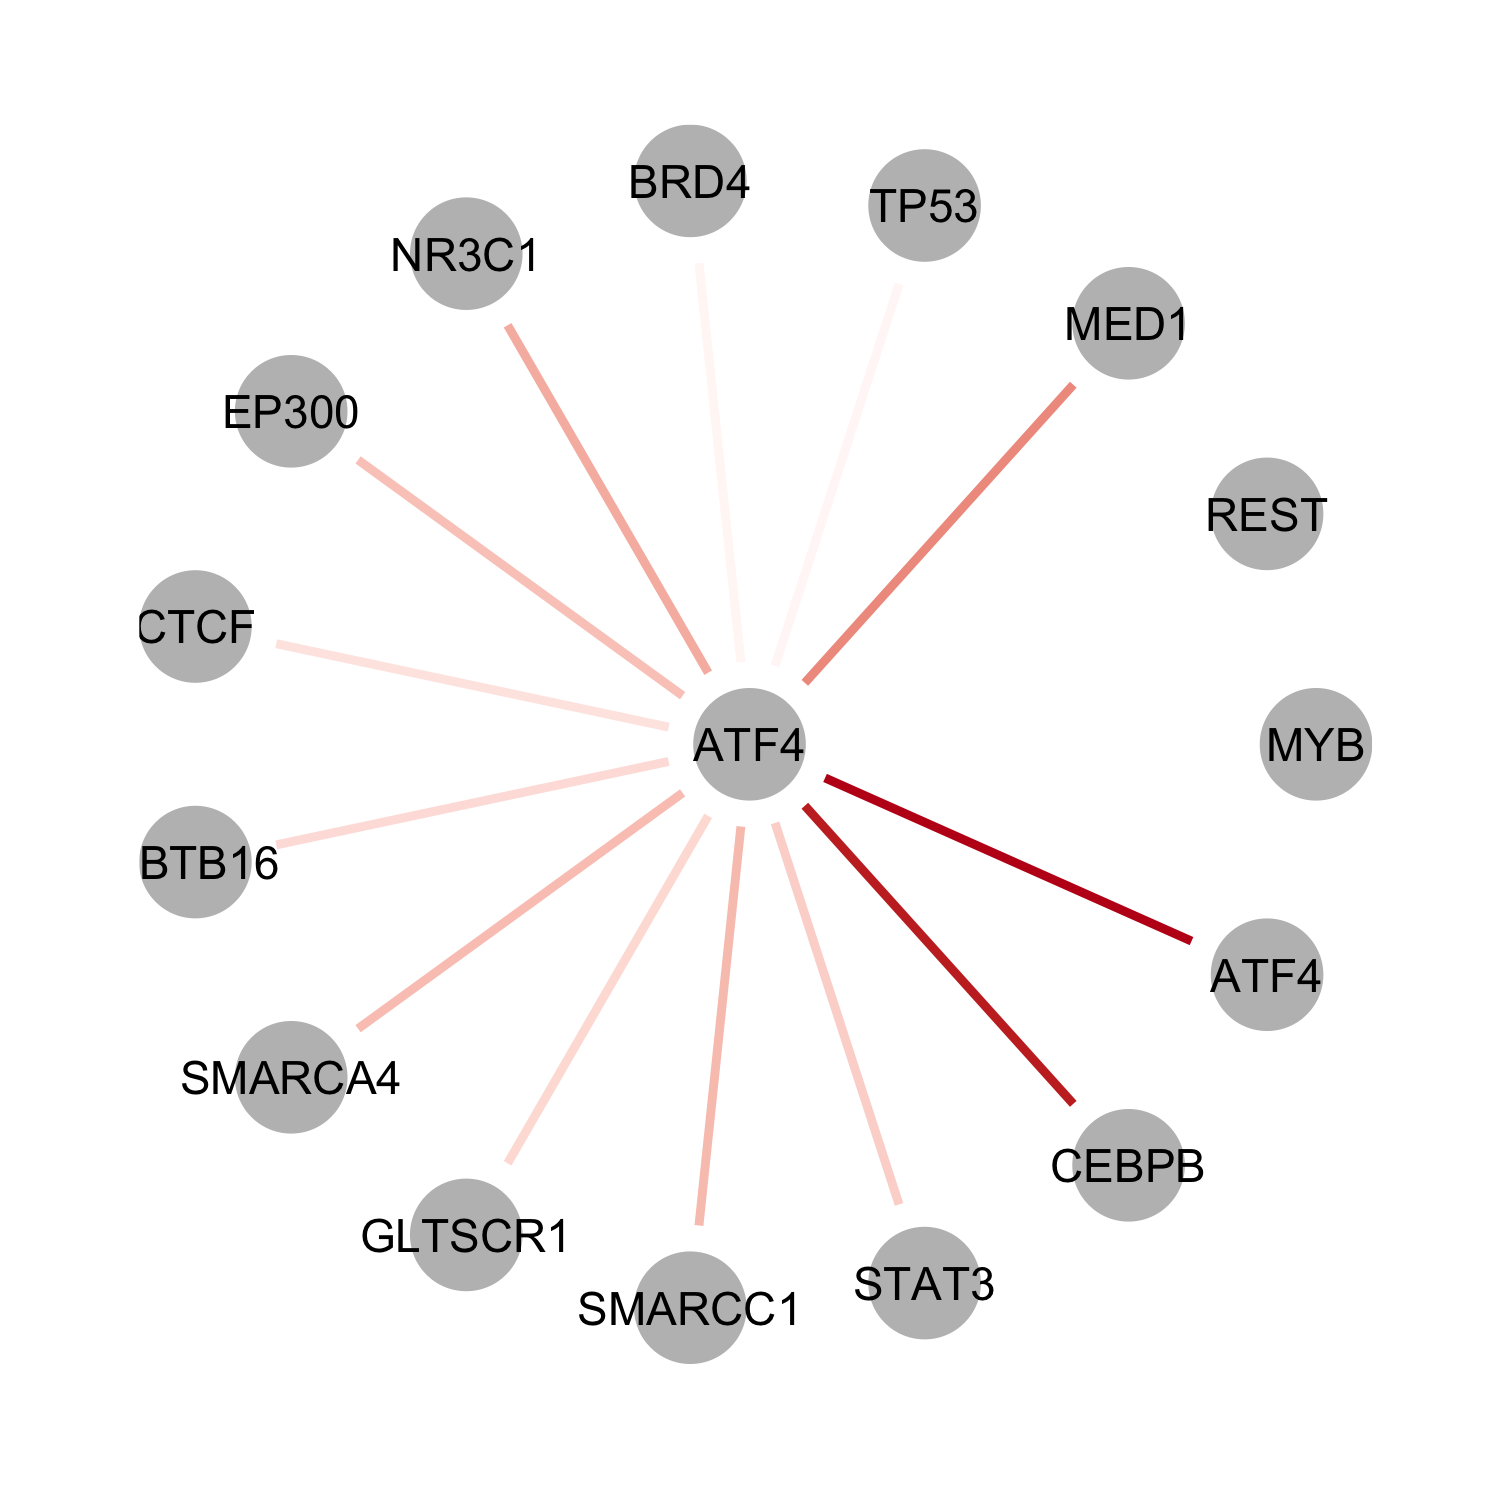 BRD4
TP53
NR3C1
MED1
EP300
REST
CTCF
ATF4
MYB
BTB16
ATF4
SMARCA4
CEBPB
GLTSCR1
STAT3
SMARCC1